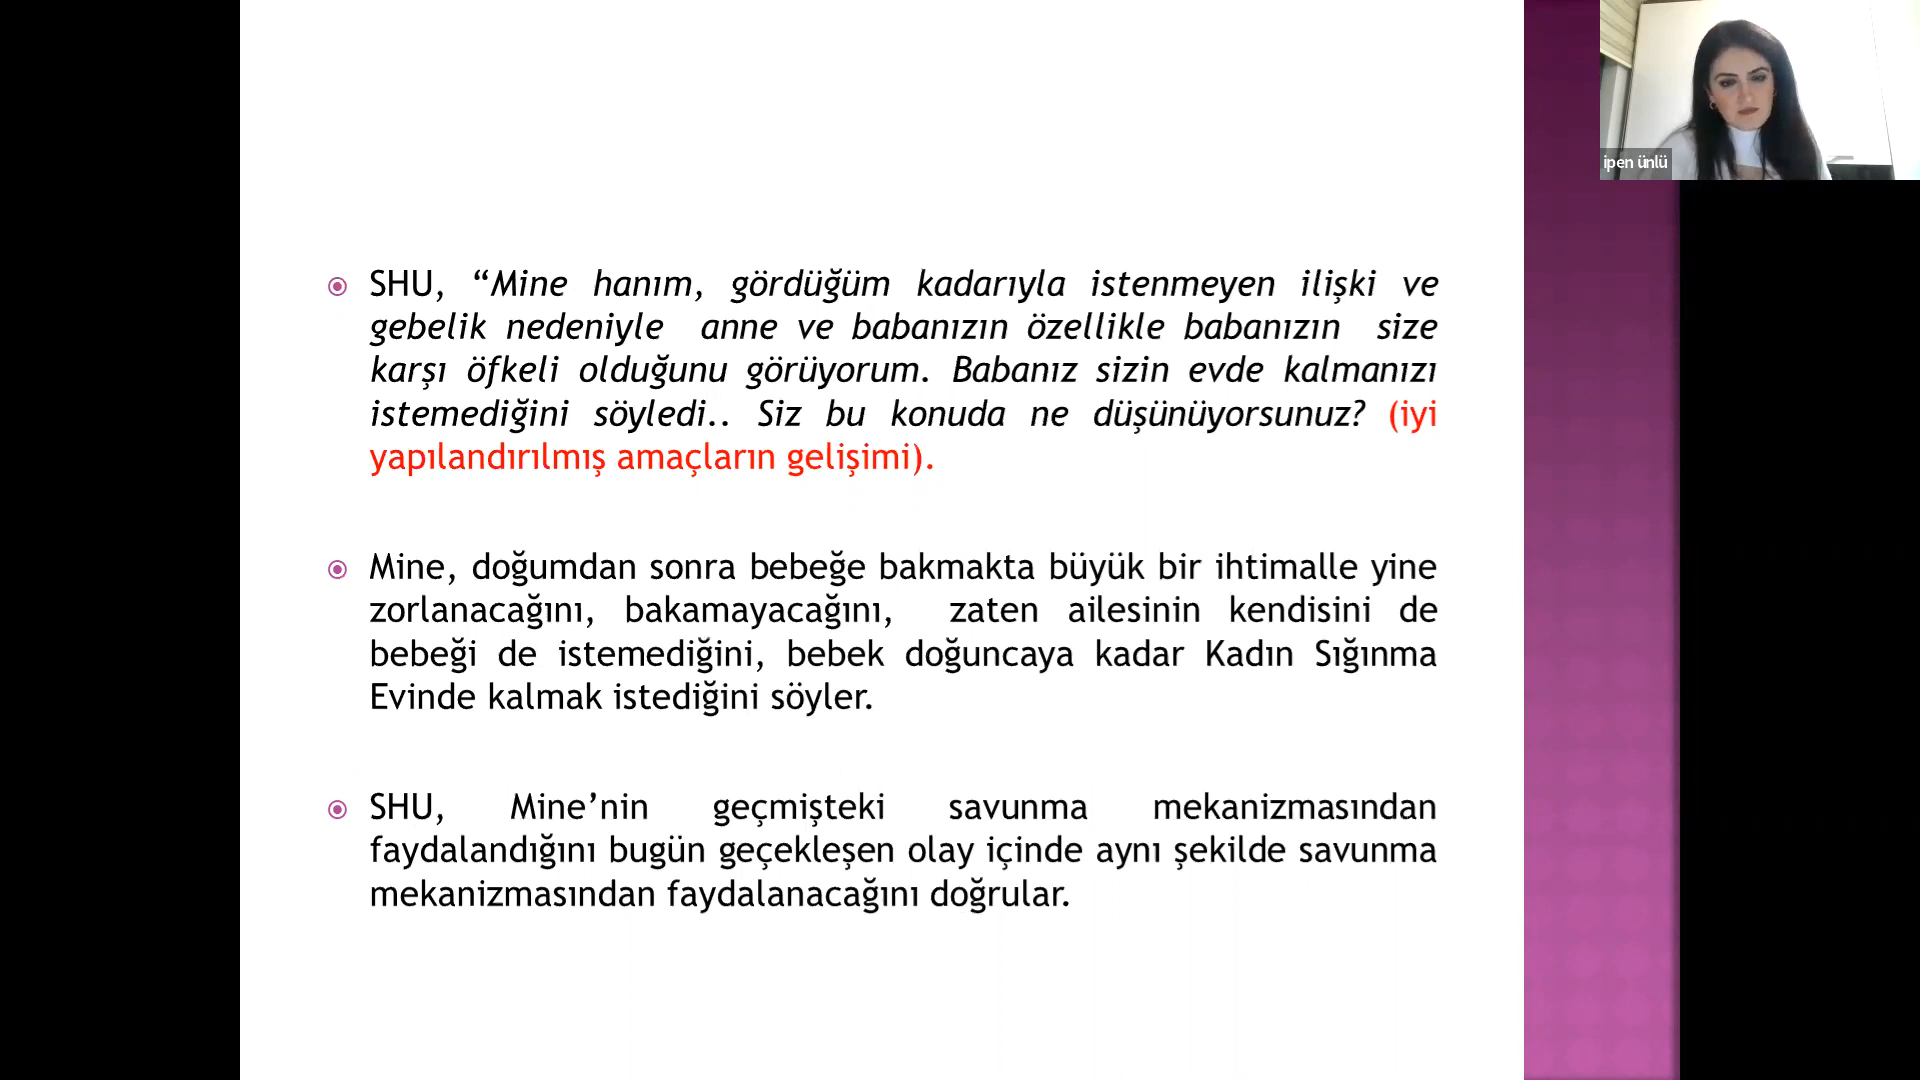 ipen ünlü
SHU, “Mine hanım, gördüğüm kadarıyla istenmeyen ilişki ve
gebelik nedeniyle anne ve babanızın özellikle babanızın size
karşı öfkeli olduğunu görüyorum. Babanız sizin evde kalmanızı
istemediğini söyledi.. Siz bu konuda ne düşünüyorsunuz? (iyi
yapılandırılmış amaçların gelişimi).
Mine, doğumdan sonra bebeğe bakmakta büyük bir ihtimalle yine
zorlanacağını, bakamayacağını, zaten ailesinin kendisini de
bebeği de istemediğini, bebek doğuncaya kadar Kadın Sığınma
Evinde kalmak istediğini söyler.
SHU, Mine’nin geçmişteki savunma mekanizmasından
faydalandığını bugün geçekleşen olay içinde aynı şekilde savunma
mekanizmasından faydalanacağını doğrular.